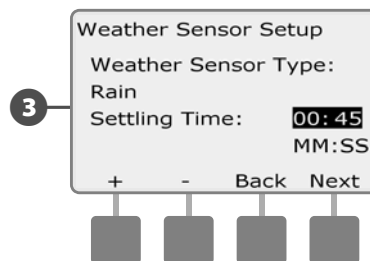 Weather Sensor Setup
Weather Sensor Type:
Rain
3
Settling Time: 00:45
MM:SS
+ - Back Next